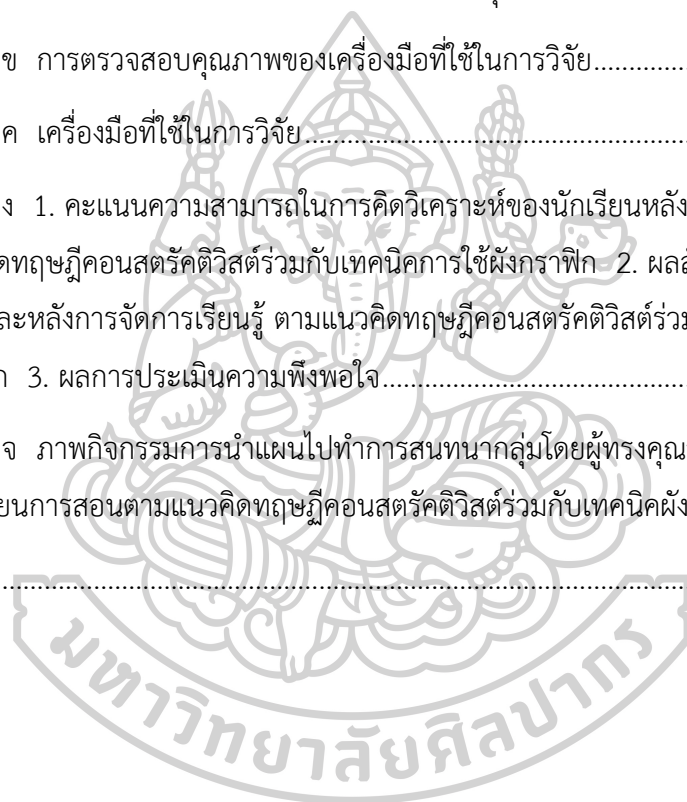 ข การตรวจสอบคุณภาพของเครื่องมือที่ใช้ในการวิจัย...............
ค เครื่องมือที่ใช้ในการวิจัย.......................................................
ง 1. คะแนนความสามารถในการคิดวิเคราะห์ของนักเรียนหลัง
ดทฤษฎีคอนสตรัคติวิสต์ร่วมกับเทคนิคการใช้ผังกราฟิก 2. ผล
ละหลังการจัดการเรียนรู้ ตามแนวคิดทฤษฎีคอนสตรัคติวิสต์ร่วม
3. ผลการประเมินความพึงพอใจ............................................
จ ภาพกิจกรรมการนำแผนไปทำการสนทนากลุ่มโดยผู้ทรงคุณ
ยนการสอนตามแนวคิดทฤษฎีคอนสตรัคติวิสต์ร่วมกับเทคนิคผัง
....................................................................................................
มหาวิทยาลัยศิลปากร